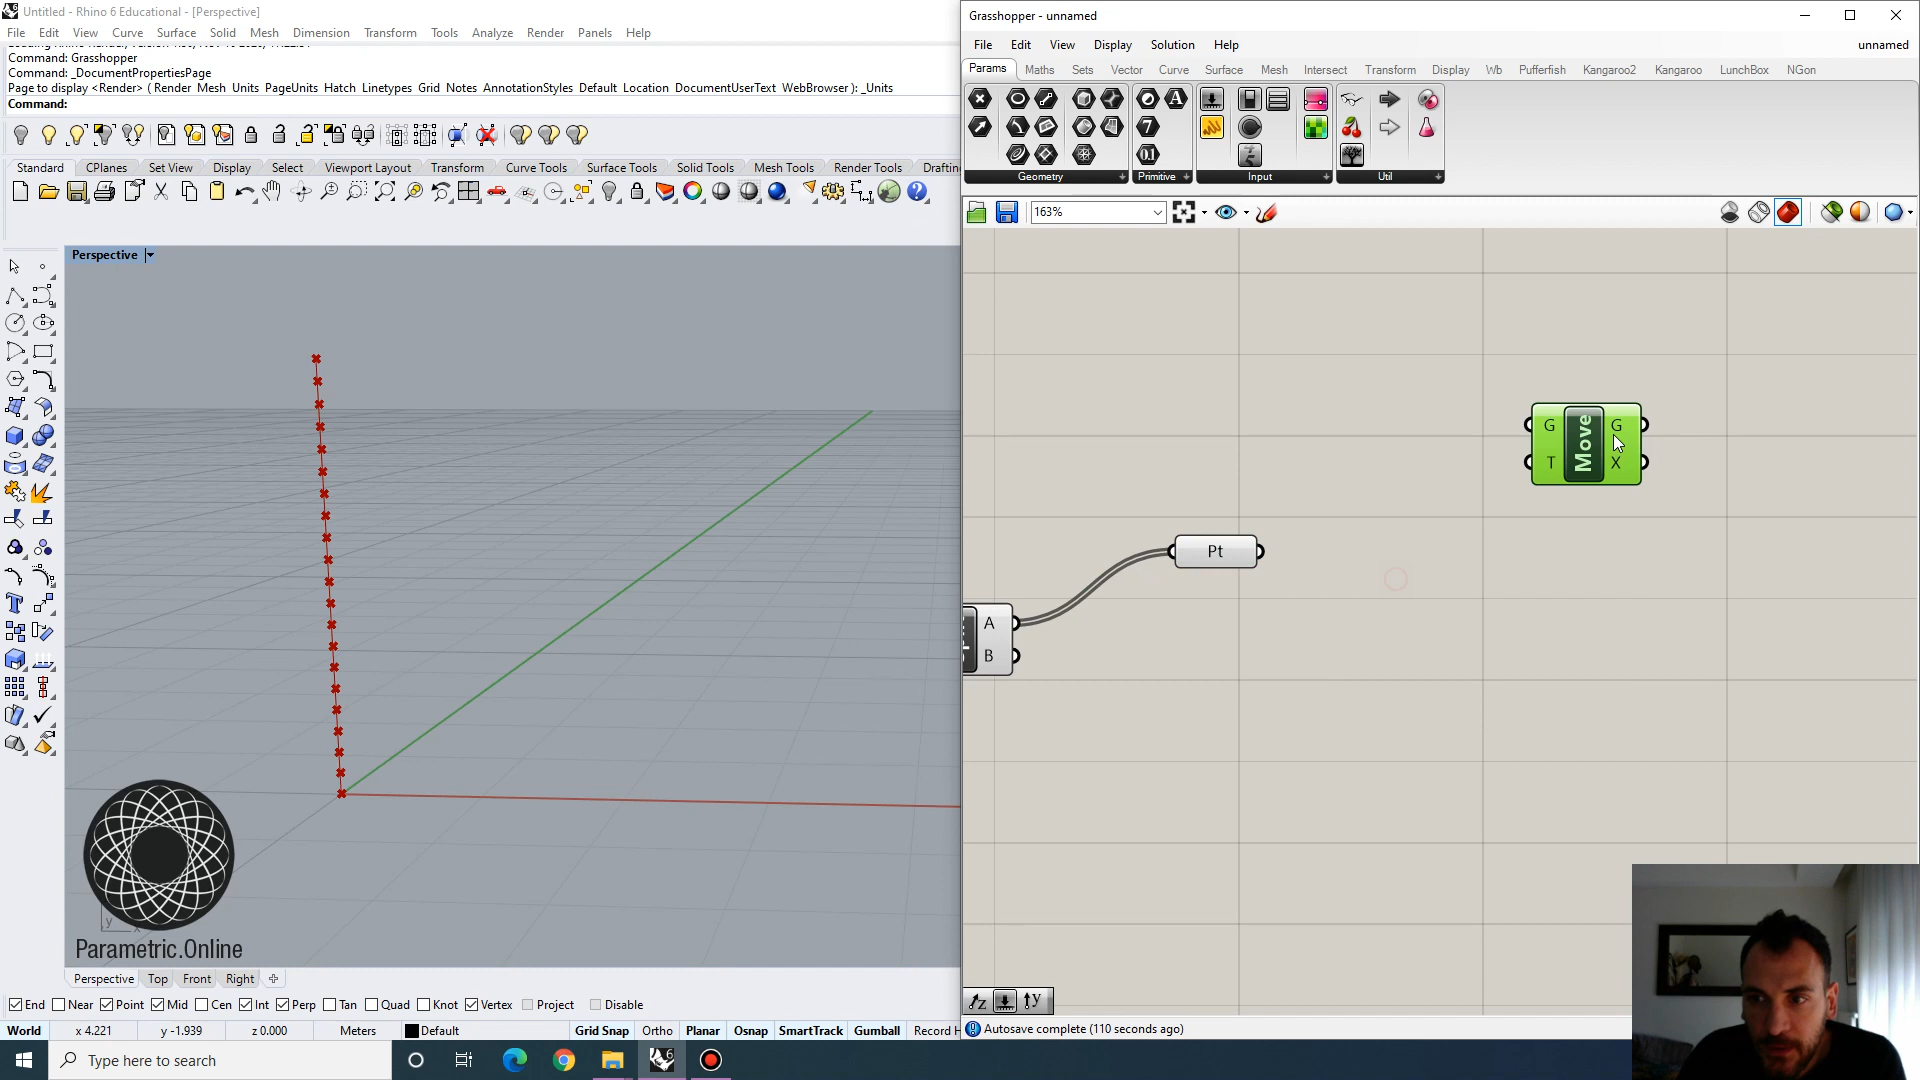 Untitled - Rhino 6 Educational - [Perspective]
File Edit View Curve Surface Solid Mesh Dimension Transform Tools Analyze Render Panels Help
Command: Grasshopper
Command: _DocumentPropertiesPage
Page to display <Render> ( Render Mesh Units PageUnits Hatch Linetypes Grid Notes AnnotationStyles Default Location DocumentUserText WebBrowser ): _Units
Command:
Standard CPlanes Set View Display Select Viewport Layout Transform Curve Tools Surface Tools Solid Tools Mesh Tools Render Tools Draftin
Perspective
y
Parametric.Online
Perspective Top Front Right
End Near Point Mid Cen Int Perp Tan Quad Knot Vertex Project Disable
World x 4.221 y -1.939 z 0.000 Meters Default Grid Snap Ortho Planar Osnap SmartTrack Gumball Record H
Type here to search
Grasshopper - unnamed
File Edit View Display Solution Help unnamed
Params Maths Sets Vector Curve Surface Mesh Intersect Transform Display Wb Pufferfish Kangaroo2 Kangaroo LunchBox NGon
Geometry Primitive Input Util
163%
G Move G
T X
Pt
A
B
Autosave complete (110 seconds ago)